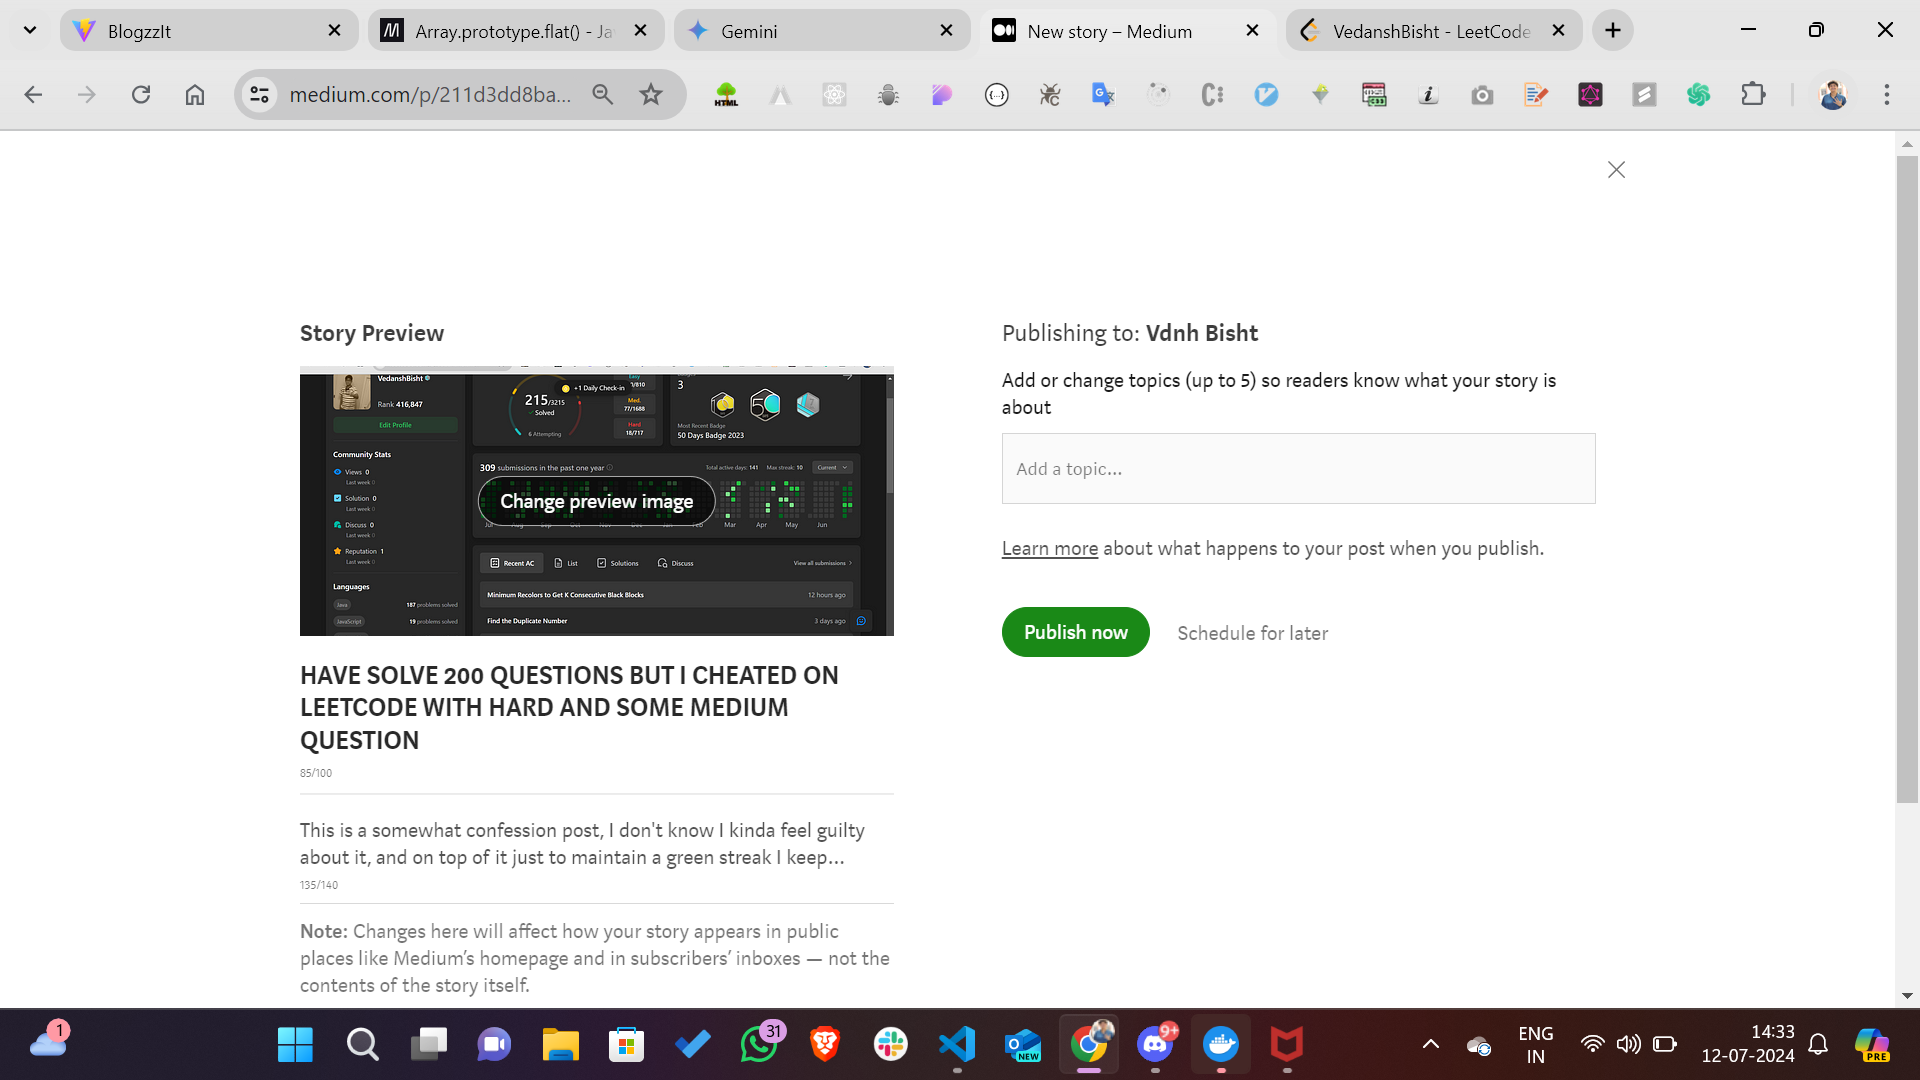 BlogzzIt
Array.prototype.flat() - Ja
Gemini
New story – Medium
VedanshBisht - LeetCode
medium.com/p/211d3dd8ba...
Story Preview
VedanshBisht
Rank 416,847
Edit Profile
Community Stats
Views 0
Last week 0
Solution 0
Last week 0
Discuss 0
Last week 0
Reputation 1
Last week 0
Languages
Java 187 problems solved
JavaScript 19 problems solved
215/3215
Solved
6 Attempting
+1 Daily Check-in
Easy
Med.
77/1688
Hard
18/717
3
Most Recent Badge
50 Days Badge 2023
309 submissions in the past one year
Total active days: 141 Max streak: 10 Current
Change preview image
Jul Aug Sep Oct Nov Dec Jan Feb Mar Apr May Jun
Recent AC List Solutions Discuss View all submissions
Minimum Recolors to Get K Consecutive Black Blocks 12 hours ago
Find the Duplicate Number 3 days ago
HAVE SOLVE 200 QUESTIONS BUT I CHEATED ON
LEETCODE WITH HARD AND SOME MEDIUM
QUESTION
85/100
This is a somewhat confession post, I don't know I kinda feel guilty
about it, and on top of it just to maintain a green streak I keep...
135/140
Note: Changes here will affect how your story appears in public
places like Medium’s homepage and in subscribers’ inboxes — not the
contents of the story itself.
Publishing to: Vdnh Bisht
Add or change topics (up to 5) so readers know what your story is
about
Add a topic...
Learn more about what happens to your post when you publish.
Publish now Schedule for later
1
31
NEW
9+
ENG
IN
14:33
12-07-2024
PRE